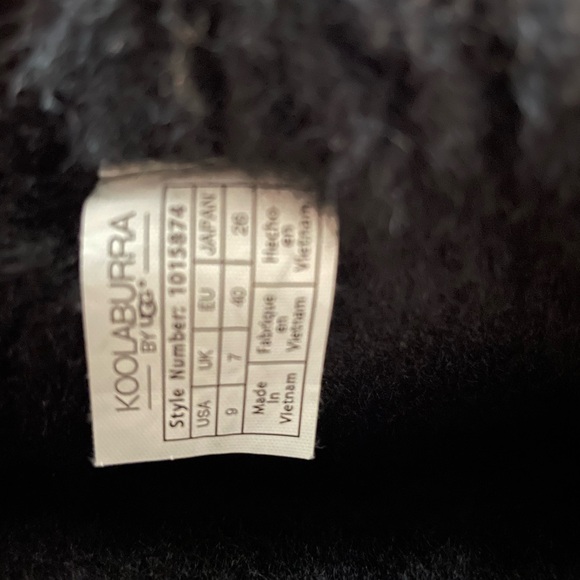 KOOLABURRA
BY UGG®
Style Number: 1015874
USA UK EU JAPAN
9 7 40 26
Made in Vietnam
Fabrique en Vietnam
Hecho en Vietnam